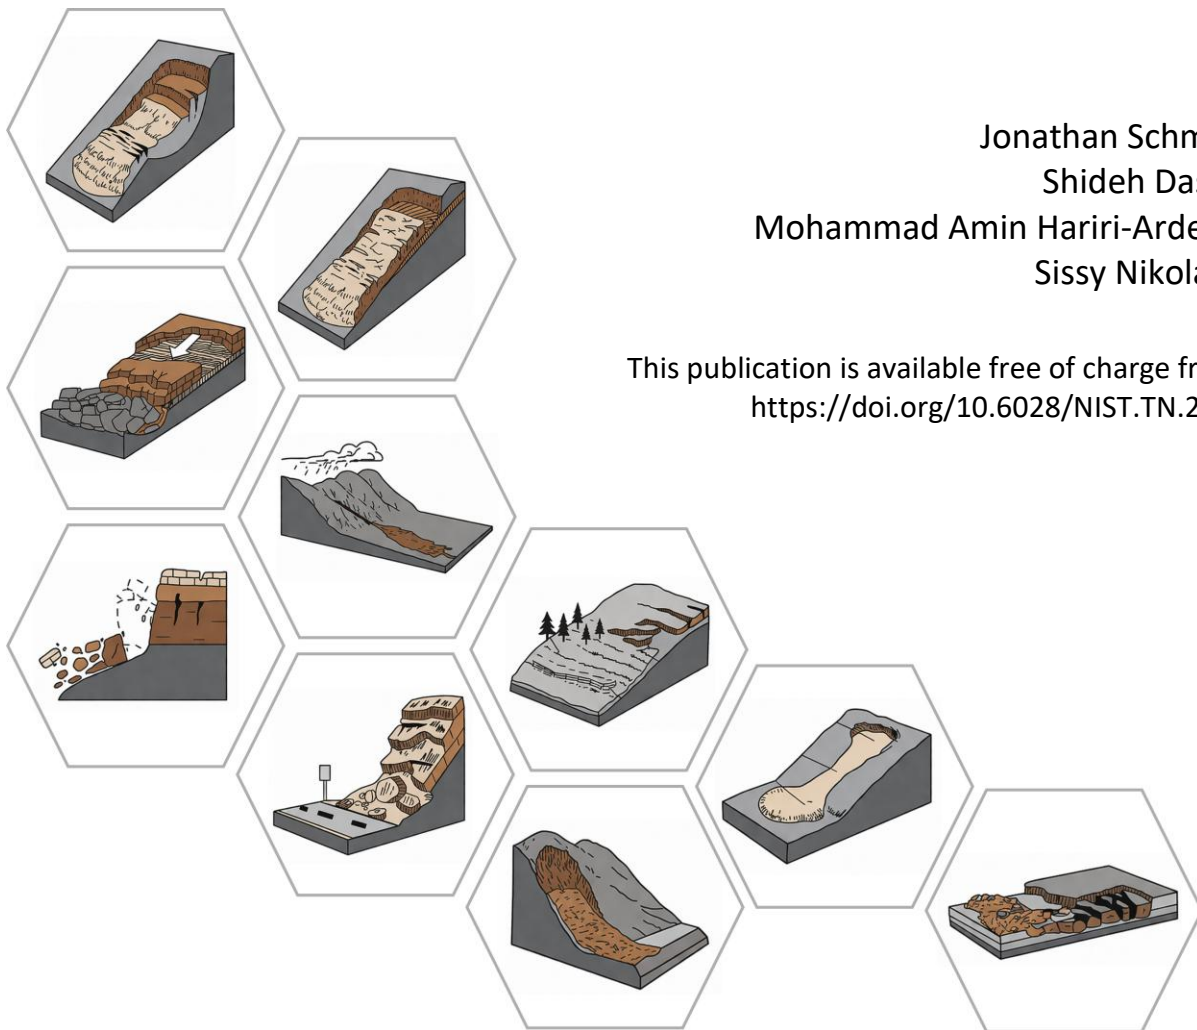 Jonathan Schm
Shideh Das
Mohammad Amin Hariri-Arde
Sissy Nikola
This publication is available free of charge fr
https://doi.org/10.6028/NIST.TN.2